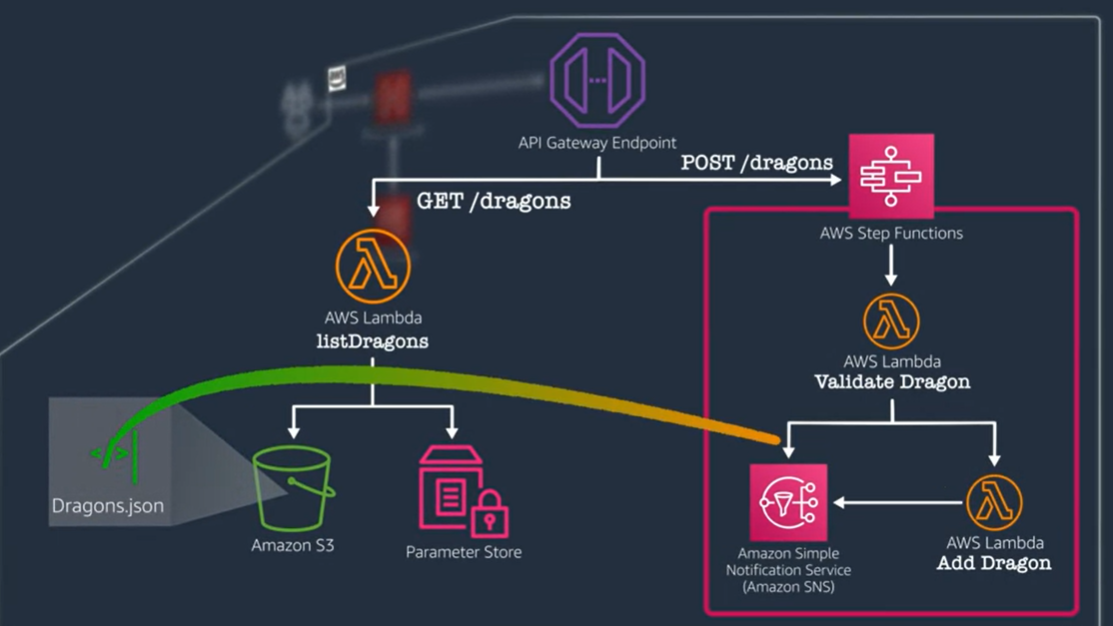 API Gateway Endpoint
POST /dragons
GET /dragons
AWS Step Functions
AWS Lambda
listDragons
AWS Lambda
Validate Dragon
Dragons.json
Amazon S3
Parameter Store
Amazon Simple
Notification Service
(Amazon SNS)
AWS Lambda
Add Dragon